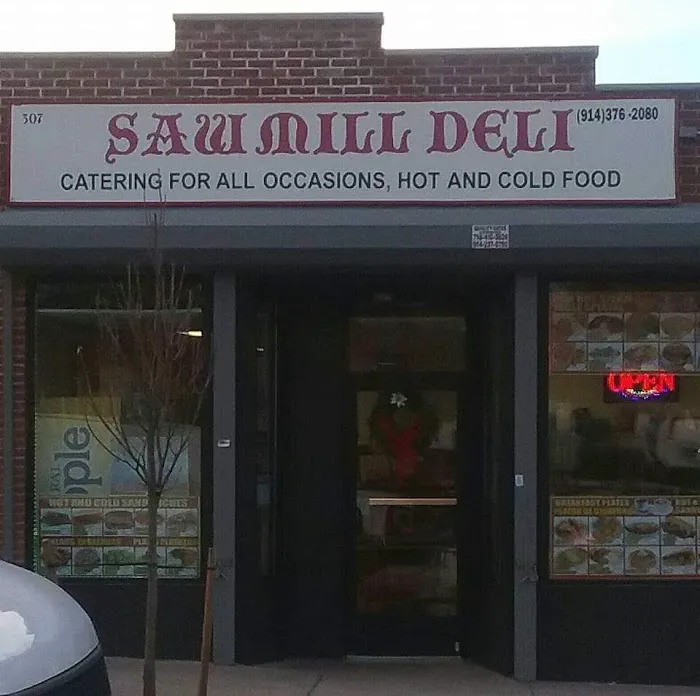 307
SAW MILL DELI
(914)376-2080
CATERING FOR ALL OCCASIONS, HOT AND COLD FOOD
OPEN
ple
HOT AND COLD SANDWICHES
BREAKFAST PLATES